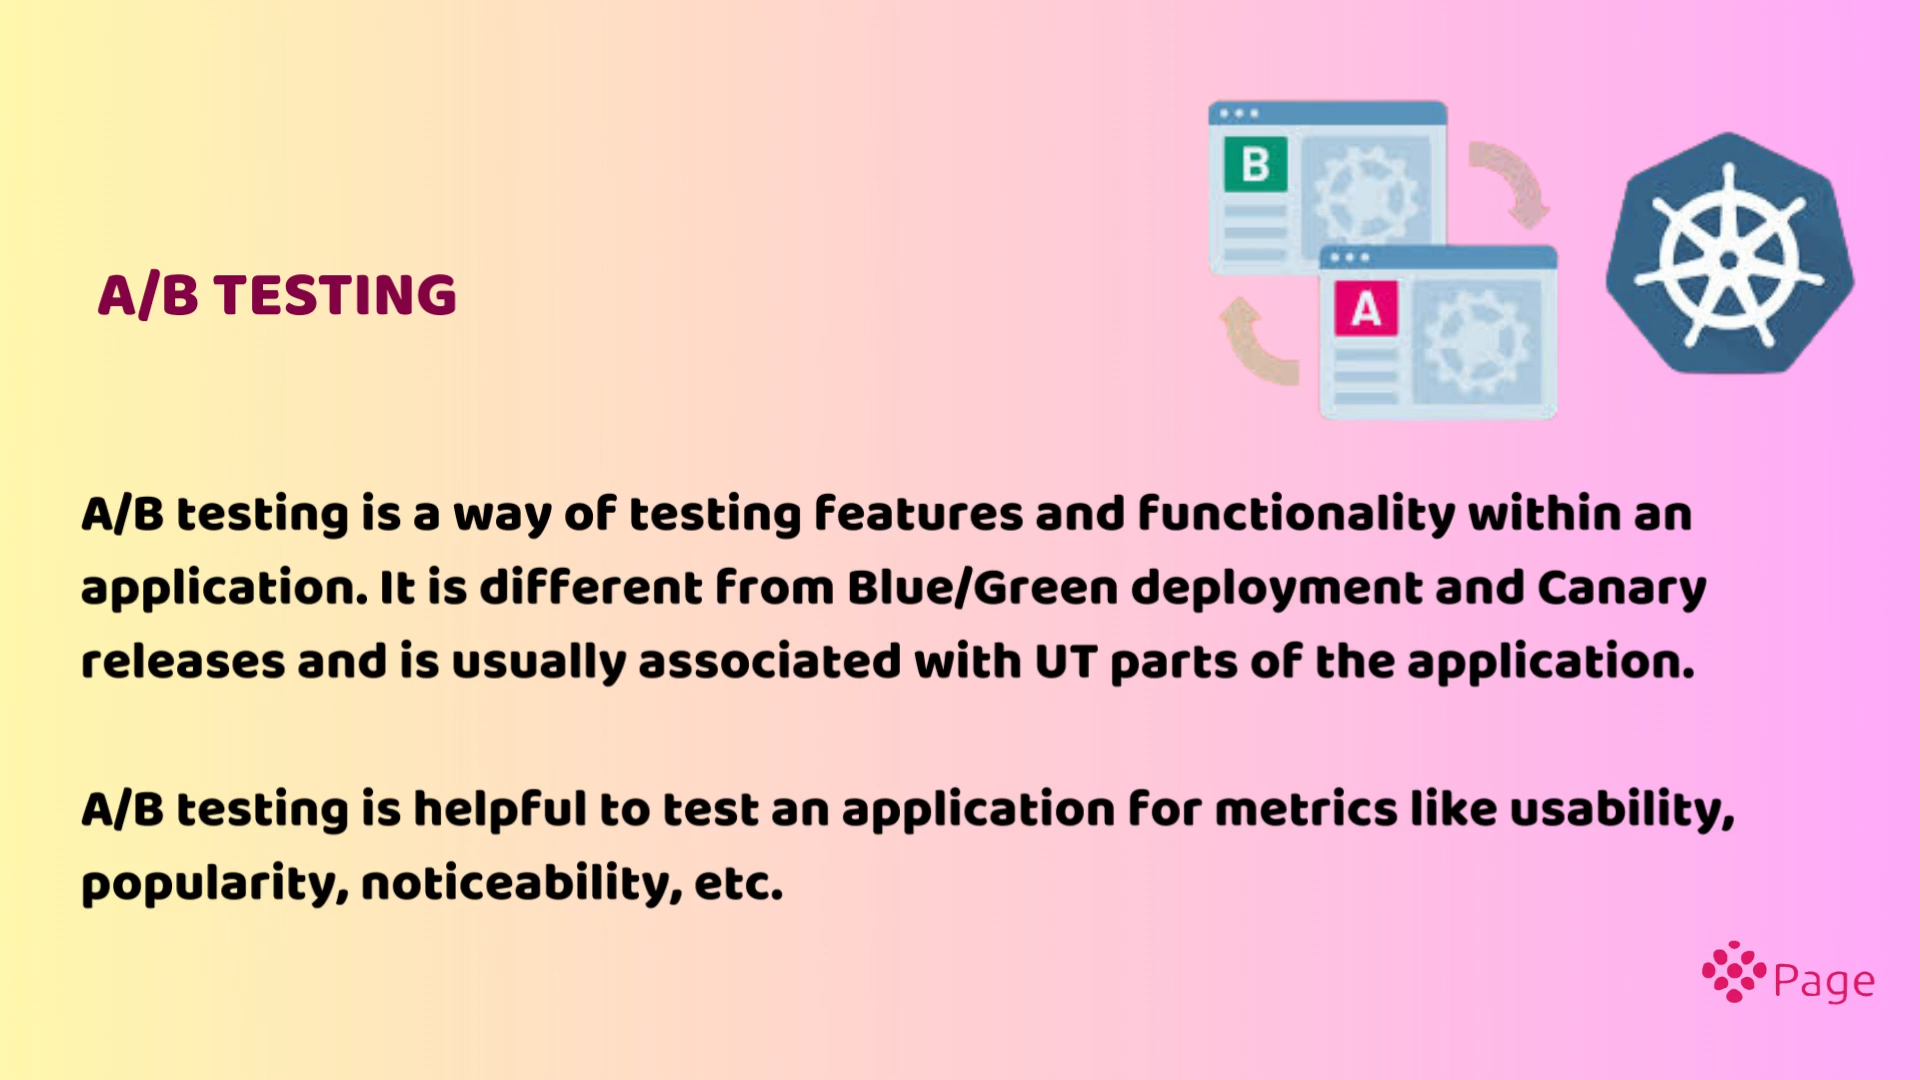 B
A
A/B TESTING
A/B testing is a way of testing features and functionality within an
application. It is different from Blue/Green deployment and Canary
releases and is usually associated with UT parts of the application.
A/B testing is helpful to test an application for metrics like usability,
popularity, noticeability, etc.
Page